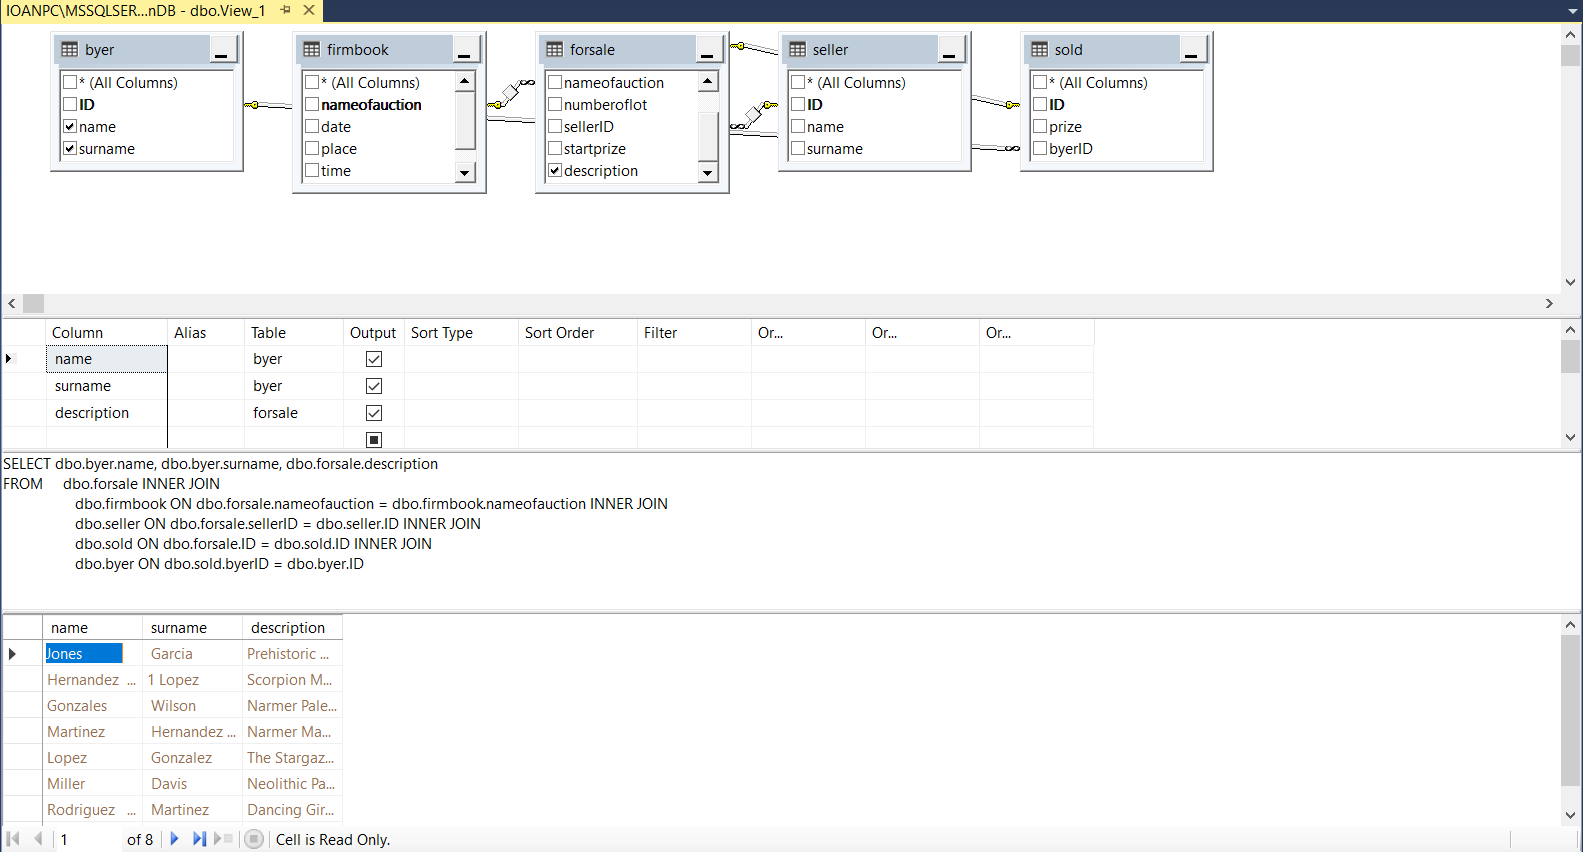 IOANPC\MSSQLSER...nDB - dbo.View_1
byer
* (All Columns)
ID
name
surname
firmbook
* (All Columns)
nameofauction
date
place
time
forsale
nameofauction
numberoflot
sellerID
startprize
description
seller
* (All Columns)
ID
name
surname
sold
* (All Columns)
ID
prize
byerID
Column Alias Table Output Sort Type Sort Order Filter Or... Or... Or...
name byer
surname byer
description forsale
SELECT dbo.byer.name, dbo.byer.surname, dbo.forsale.description
FROM dbo.forsale INNER JOIN
dbo.firmbook ON dbo.forsale.nameofauction = dbo.firmbook.nameofauction INNER JOIN
dbo.seller ON dbo.forsale.sellerID = dbo.seller.ID INNER JOIN
dbo.sold ON dbo.forsale.ID = dbo.sold.ID INNER JOIN
dbo.byer ON dbo.sold.byerID = dbo.byer.ID
name surname description
Jones Garcia Prehistoric ...
Hernandez ... 1 Lopez Scorpion M...
Gonzales Wilson Narmer Pale...
Martinez Hernandez ... Narmer Ma...
Lopez Gonzalez The Stargaz...
Miller Davis Neolithic Pa...
Rodriguez ... Martinez Dancing Gir...
1 of 8 Cell is Read Only.